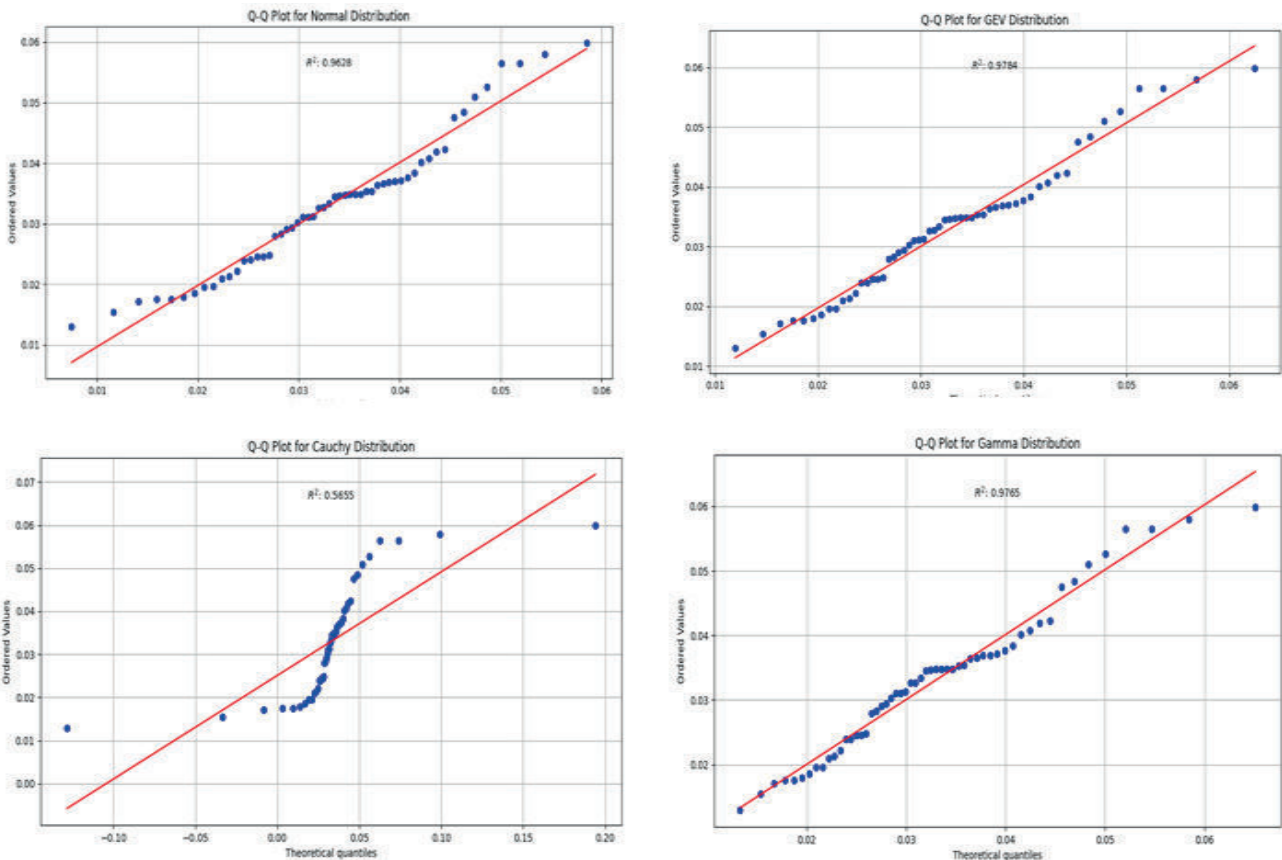 Q-Q Plot for Normal Distribution
R²: 0.9628
Ordered Values
0.06
0.05
0.04
0.03
0.02
0.01
0.01 0.02 0.03 0.04 0.05 0.06
Q-Q Plot for GEV Distribution
R²: 0.9784
Ordered Values
0.06
0.05
0.04
0.03
0.02
0.01
0.01 0.02 0.03 0.04 0.05 0.06
Q-Q Plot for Cauchy Distribution
R²: 0.5655
Ordered Values
0.07
0.06
0.05
0.04
0.03
0.02
0.01
0.00
−0.10 −0.05 0.00 0.05 0.10 0.15 0.20
Theoretical quantiles
Q-Q Plot for Gamma Distribution
R²: 0.9765
Ordered Values
0.06
0.05
0.04
0.03
0.02
0.02 0.03 0.04 0.05 0.06
Theoretical quantiles